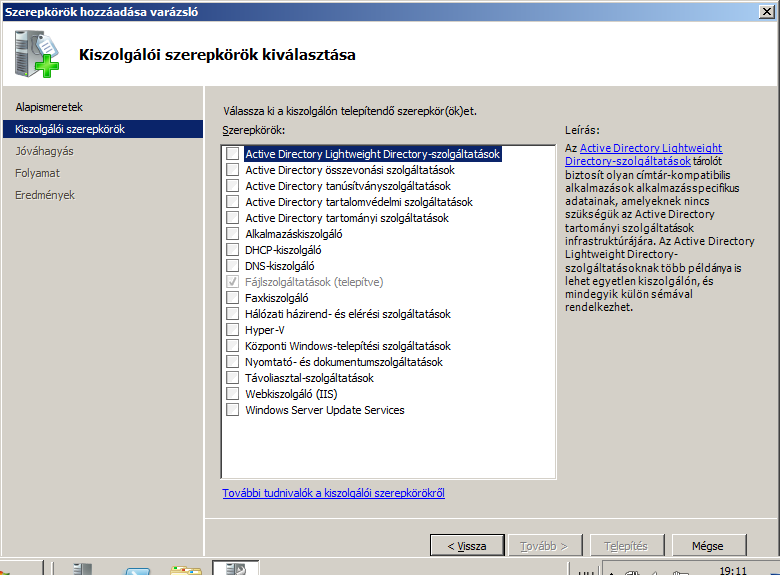 Szerepkörök hozzáadása varázsló
Kiszolgálói szerepkörök kiválasztása
Alapismeretek
Kiszolgálói szerepkörök
Jóváhagyás
Folyamat
Eredmények
Válassza ki a kiszolgálón telepítendő szerepkör(ök)et.
Szerepkörök:
Active Directory Lightweight Directory-szolgáltatások
Active Directory összevonási szolgáltatások
Active Directory tanúsítványszolgáltatások
Active Directory tartalomvédelmi szolgáltatások
Active Directory tartományi szolgáltatások
Alkalmazáskiszolgáló
DHCP-kiszolgáló
DNS-kiszolgáló
Fájlszolgáltatások (telepítve)
Faxkiszolgáló
Hálózati házirend- és elérési szolgáltatások
Hyper-V
Központi Windows-telepítési szolgáltatások
Nyomtató- és dokumentumszolgáltatások
Távoliasztal-szolgáltatások
Webkiszolgáló (IIS)
Windows Server Update Services
További tudnivalók a kiszolgálói szerepkörökről
Leírás:
Az Active Directory Lightweight
Directory-szolgáltatások tárolót
biztosít olyan címtár-kompatibilis
alkalmazások alkalmazásspecifikus
adatainak, amelyeknek nincs
szükségük az Active Directory
tartományi szolgáltatások
infrastruktúrájára. Az Active Directory
Lightweight Directory-
szolgáltatásoknak több példánya is
lehet egyetlen kiszolgálón, és
mindegyik külön sémával
rendelkezhet.
< Vissza
Tovább >
Telepítés
Mégse
HU
19:11